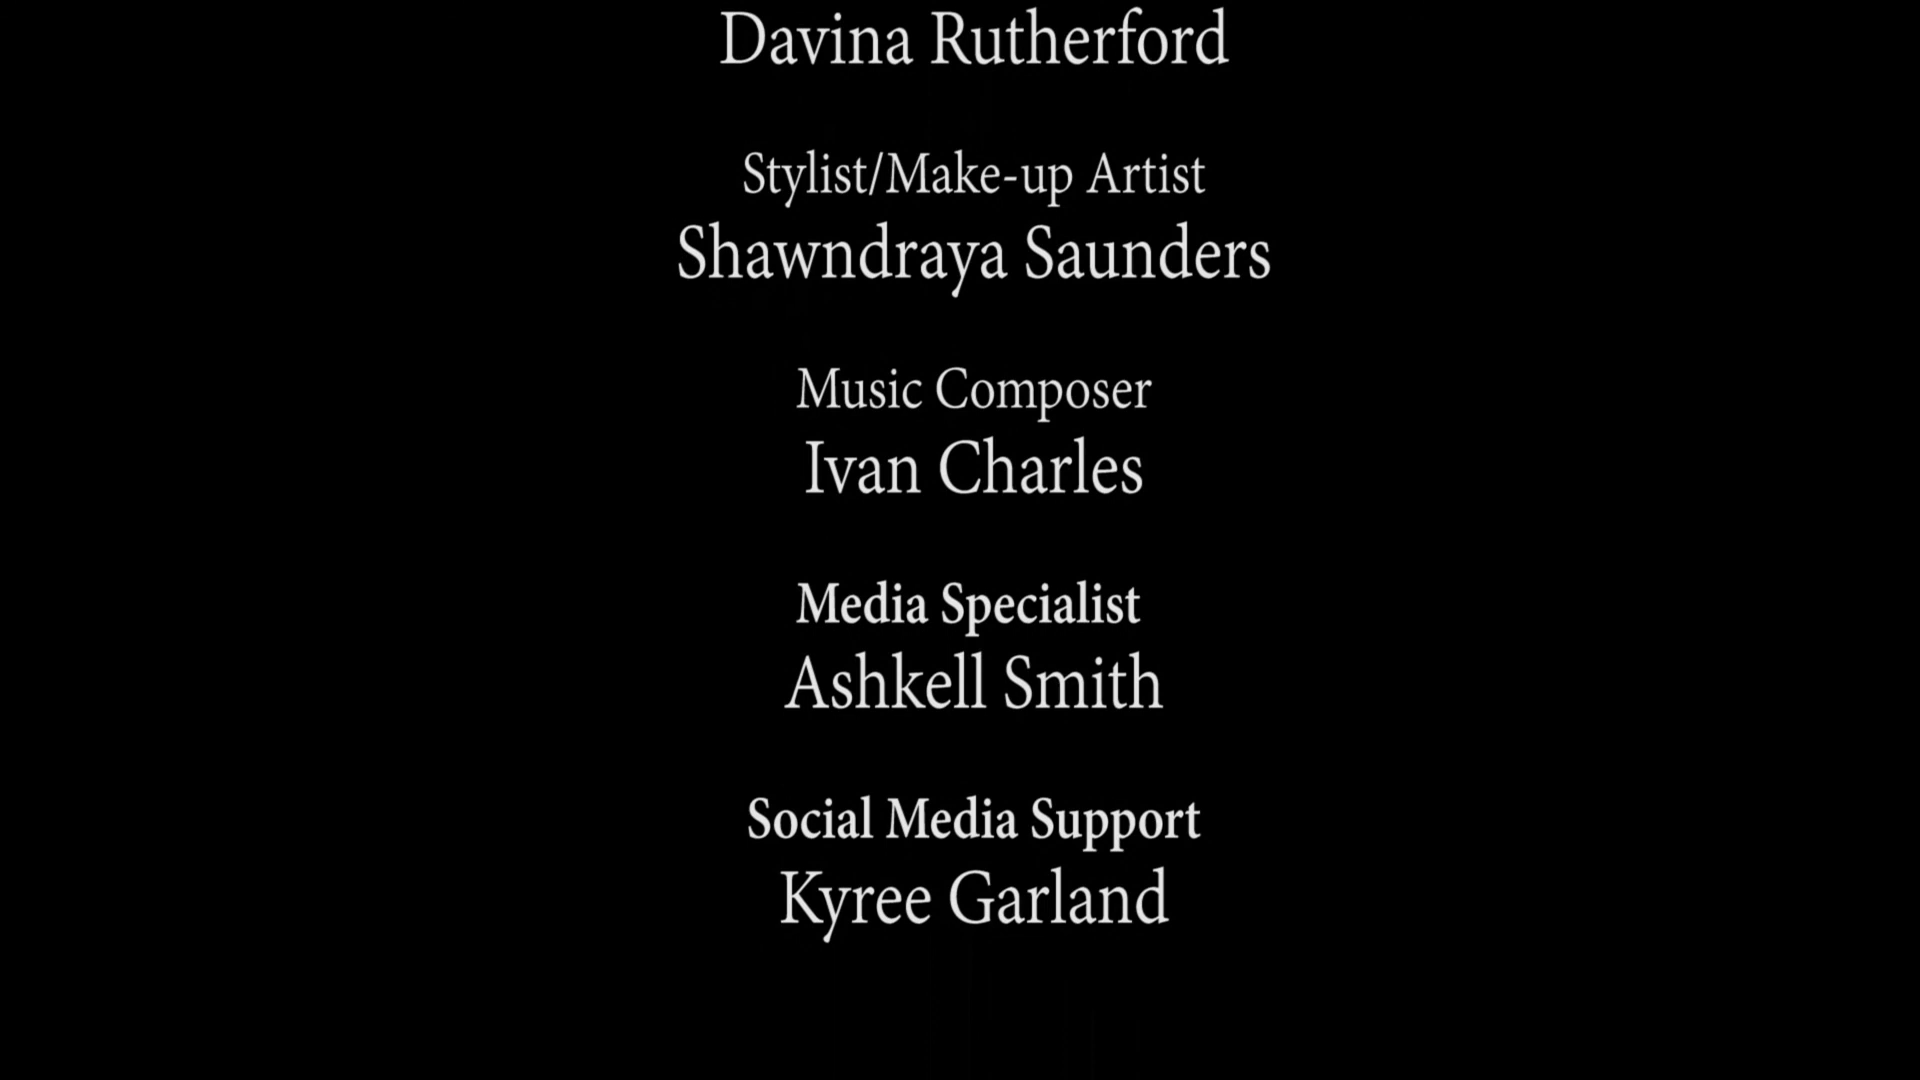 Davina Rutherford
Stylist/Make-up Artist
Shawndraya Saunders
Music Composer
Ivan Charles
Media Specialist
Ashkell Smith
Social Media Support
Kyree Garland